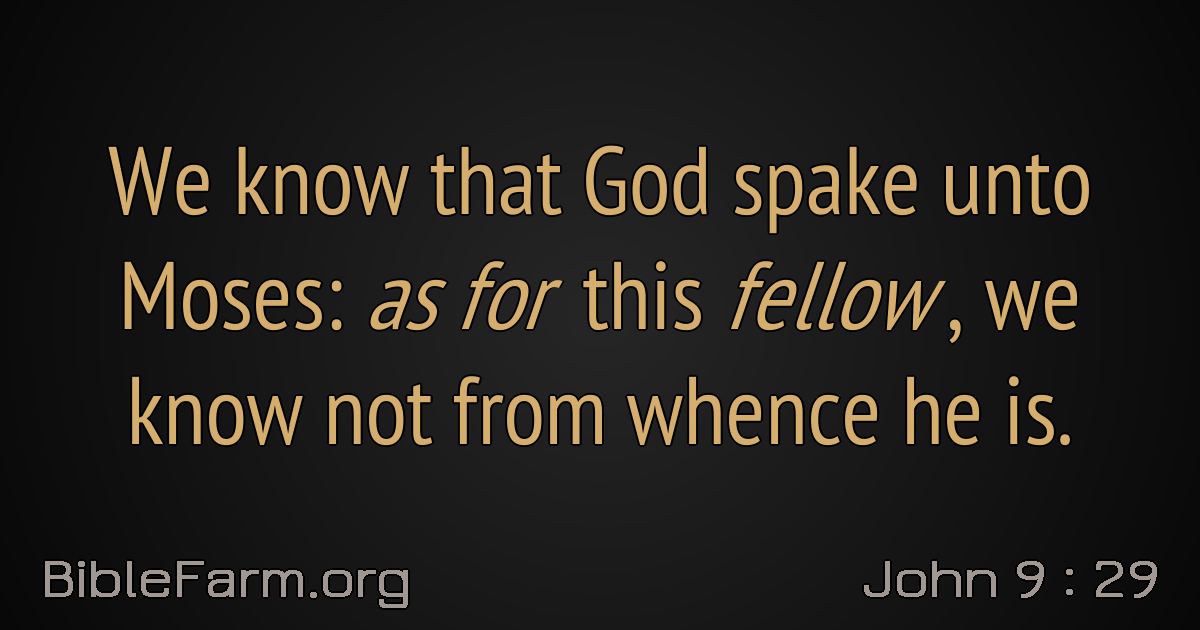 We know that God spake unto
Moses: as for this fellow, we
know not from whence he is.
BibleFarm.org
John 9 : 29